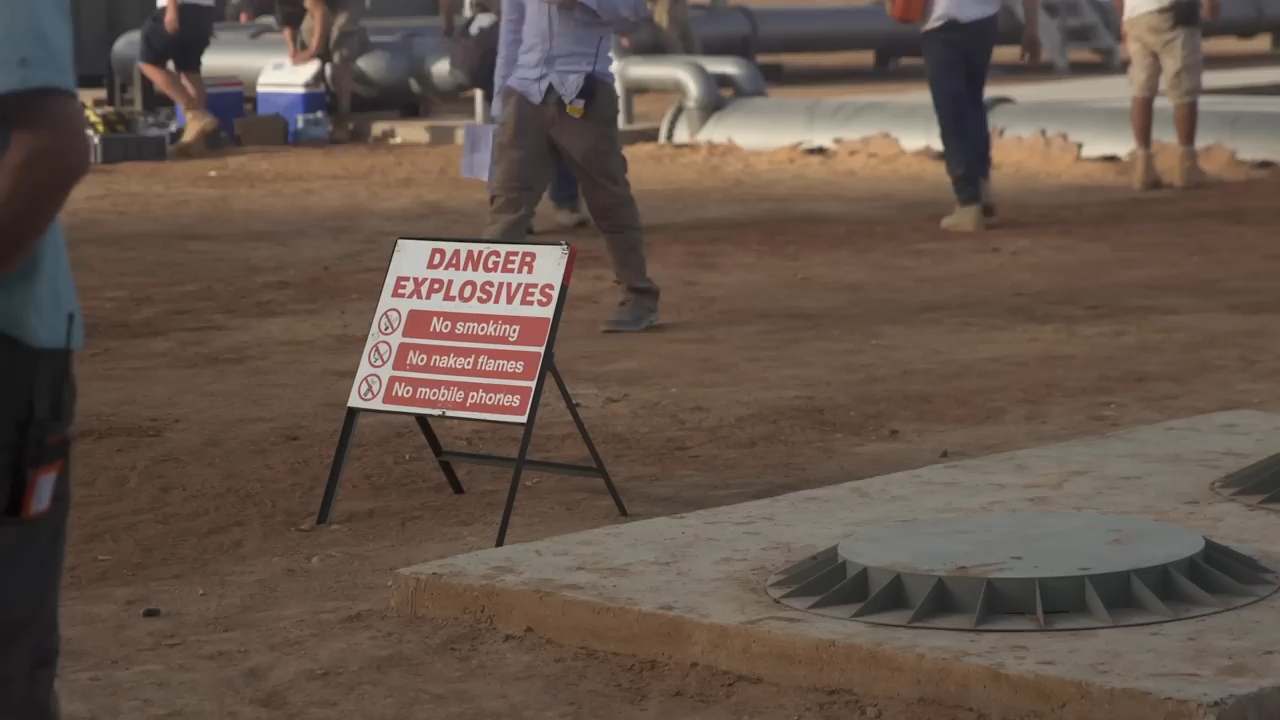 DANGER
EXPLOSIVES
No smoking
No naked flames
No mobile phones